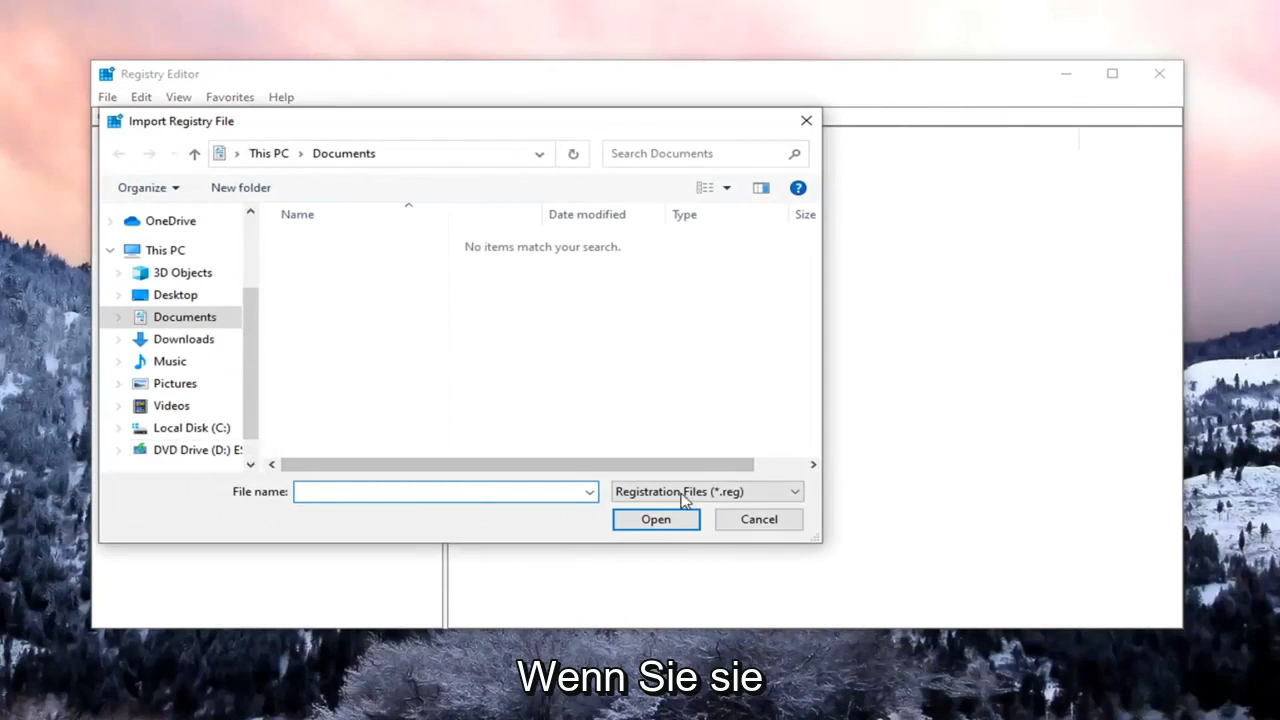 Registry Editor
File Edit View Favorites Help
Import Registry File
This PC Documents
Search Documents
Organize New folder
Name Date modified Type Size
No items match your search.
OneDrive
This PC
3D Objects
Desktop
Documents
Downloads
Music
Pictures
Videos
Local Disk (C:)
DVD Drive (D:) ES
File name: Registration Files (*.reg)
Open Cancel
Wenn Sie sie